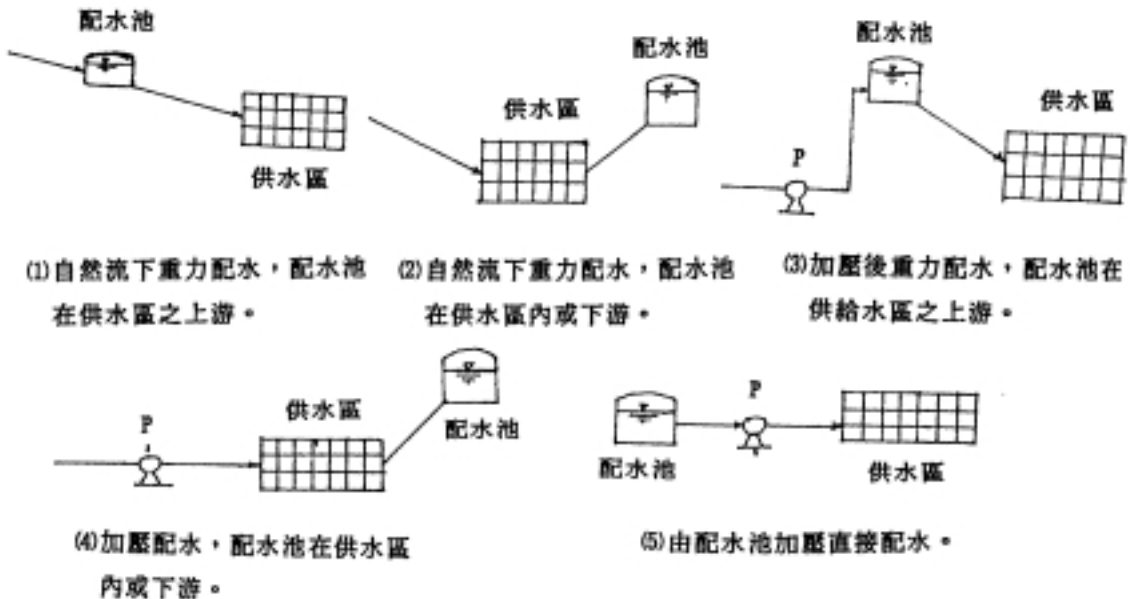 配水池
供水區
配水池
供水區
配水池
供水區
P
(1)自然流下重力配水，配水池
在供水區之上游。
(2)自然流下重力配水，配水池
在供水區內或下游。
(3)加壓後重力配水，配水池在
供給水區之上游。
P
供水區
配水池
(4)加壓配水，配水池在供水區
內或下游。
配水池
P
供水區
(5)由配水池加壓直接配水。